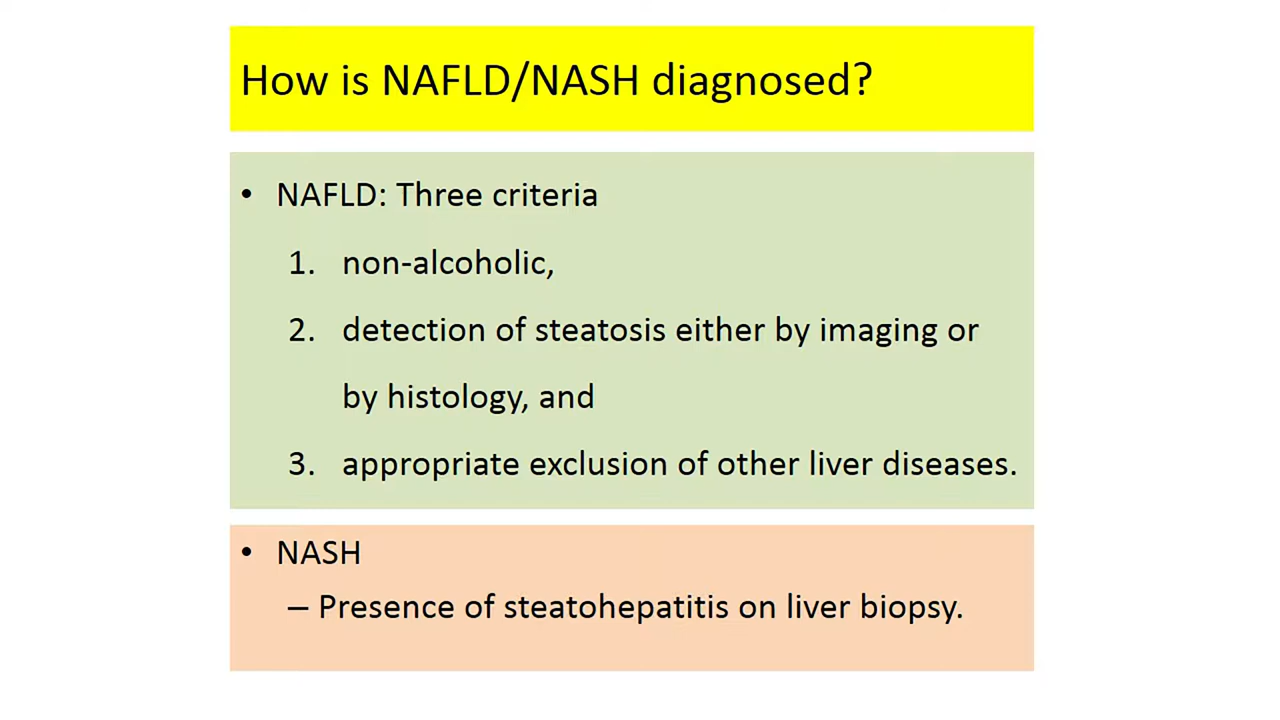 How is NAFLD/NASH diagnosed?
• NAFLD: Three criteria
1. non-alcoholic,
2. detection of steatosis either by imaging or
by histology, and
3. appropriate exclusion of other liver diseases.
• NASH
– Presence of steatohepatitis on liver biopsy.